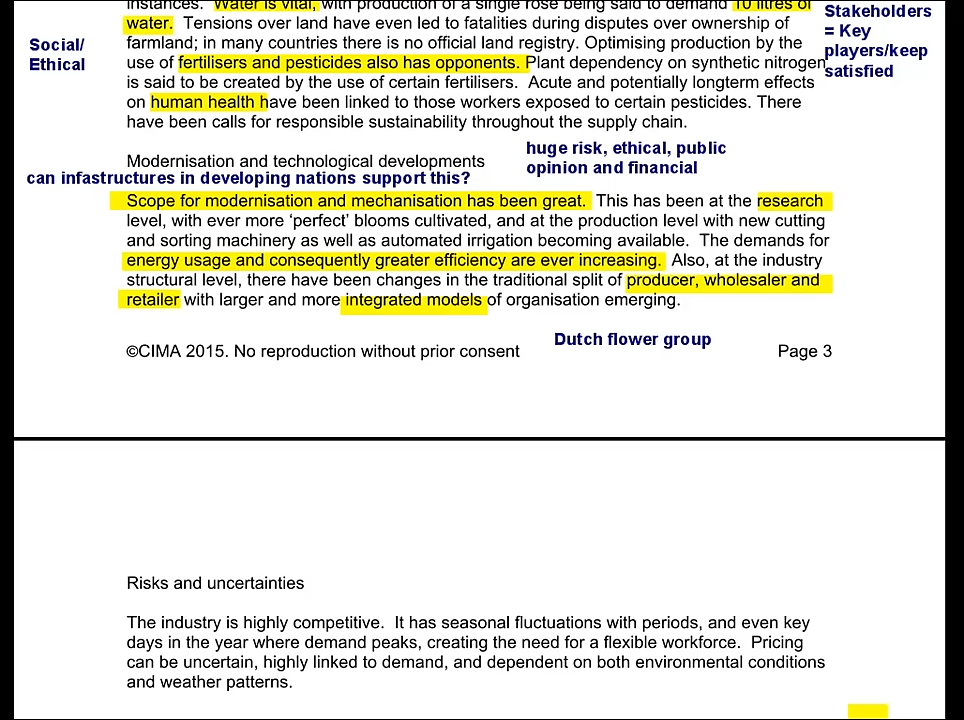 instances. Water is vital, with production of a single rose being said to demand 10 litres of
water. Tensions over land have even led to fatalities during disputes over ownership of
farmland; in many countries there is no official land registry. Optimising production by the
use of fertilisers and pesticides also has opponents. Plant dependency on synthetic nitrogen
is said to be created by the use of certain fertilisers. Acute and potentially longterm effects
on human health have been linked to those workers exposed to certain pesticides. There
have been calls for responsible sustainability throughout the supply chain.
Social/
Ethical
Stakeholders
= Key
players/keep
satisfied
Modernisation and technological developments
huge risk, ethical, public
opinion and financial
can infastructures in developing nations support this?
Scope for modernisation and mechanisation has been great. This has been at the research
level, with ever more ‘perfect’ blooms cultivated, and at the production level with new cutting
and sorting machinery as well as automated irrigation becoming available. The demands for
energy usage and consequently greater efficiency are ever increasing. Also, at the industry
structural level, there have been changes in the traditional split of producer, wholesaler and
retailer with larger and more integrated models of organisation emerging.
Dutch flower group
©CIMA 2015. No reproduction without prior consent
Page 3
Risks and uncertainties
The industry is highly competitive. It has seasonal fluctuations with periods, and even key
days in the year where demand peaks, creating the need for a flexible workforce. Pricing
can be uncertain, highly linked to demand, and dependent on both environmental conditions
and weather patterns.